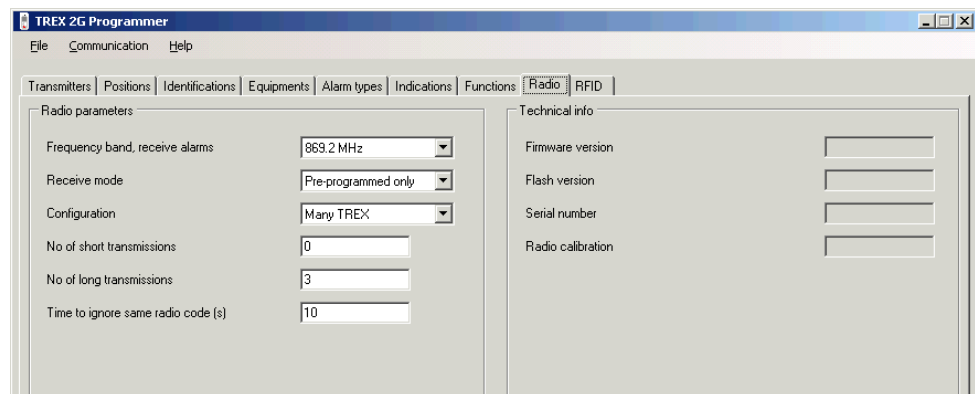 TREX 2G Programmer
File Communication Help
Transmitters Positions Identifications Equipments Alarm types Indications Functions Radio RFID
Radio parameters
Frequency band, receive alarms 869.2 MHz
Receive mode Pre-programmed only
Configuration Many TREX
No of short transmissions 0
No of long transmissions 3
Time to ignore same radio code (s) 10
Technical info
Firmware version
Flash version
Serial number
Radio calibration